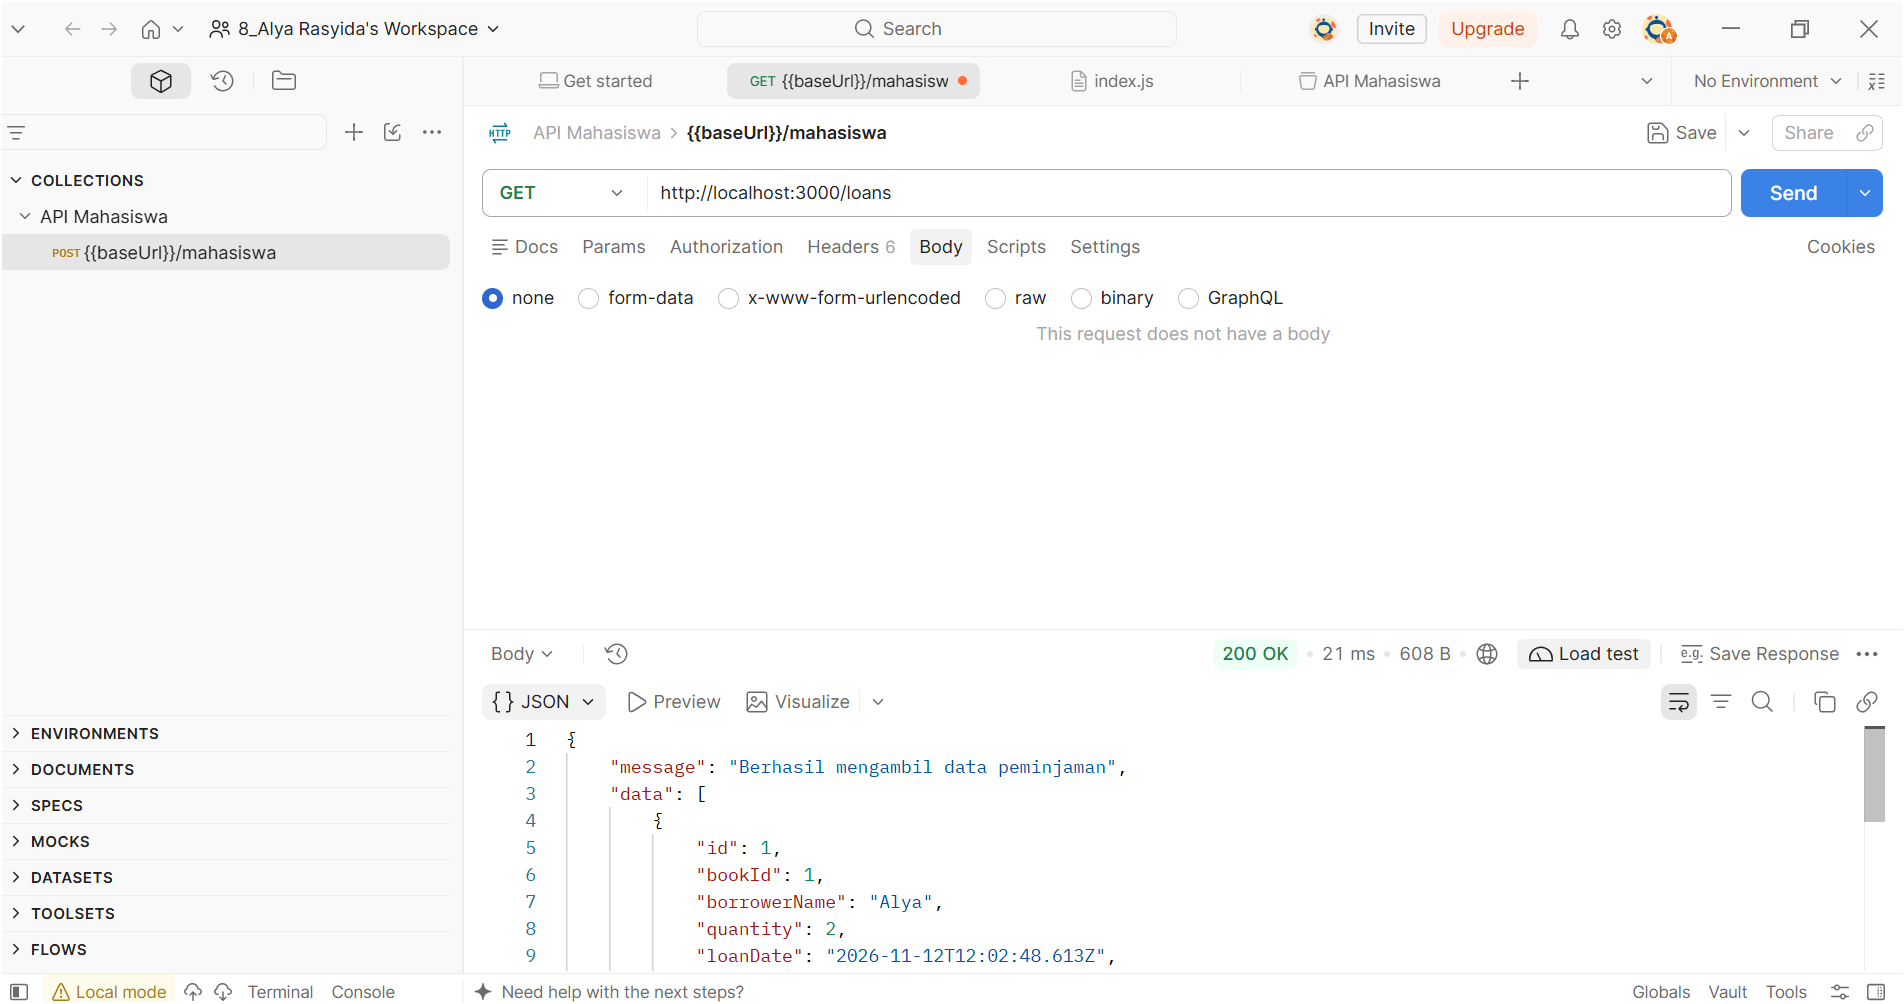 8_Alya Rasyida's Workspace
Search
Invite
Upgrade
A
Get started
GET {{baseUrl}}/mahasisw
index.js
API Mahasiswa
No Environment
HTTP
API Mahasiswa > {{baseUrl}}/mahasiswa
Save
Share
COLLECTIONS
API Mahasiswa
POST {{baseUrl}}/mahasiswa
GET
http://localhost:3000/loans
Send
Docs
Params
Authorization
Headers 6
Body
Scripts
Settings
Cookies
none
form-data
x-www-form-urlencoded
raw
binary
GraphQL
This request does not have a body
Body
200 OK
21 ms
608 B
Load test
e.g. Save Response
{} JSON
Preview
Visualize
1 {
2 "message": "Berhasil mengambil data peminjaman",
3 "data": [
4 {
5 "id": 1,
6 "bookId": 1,
7 "borrowerName": "Alya",
8 "quantity": 2,
9 "loanDate": "2026-11-12T12:02:48.613Z",
ENVIRONMENTS
DOCUMENTS
SPECS
MOCKS
DATASETS
TOOLSETS
FLOWS
Local mode
Terminal
Console
Need help with the next steps?
Globals
Vault
Tools